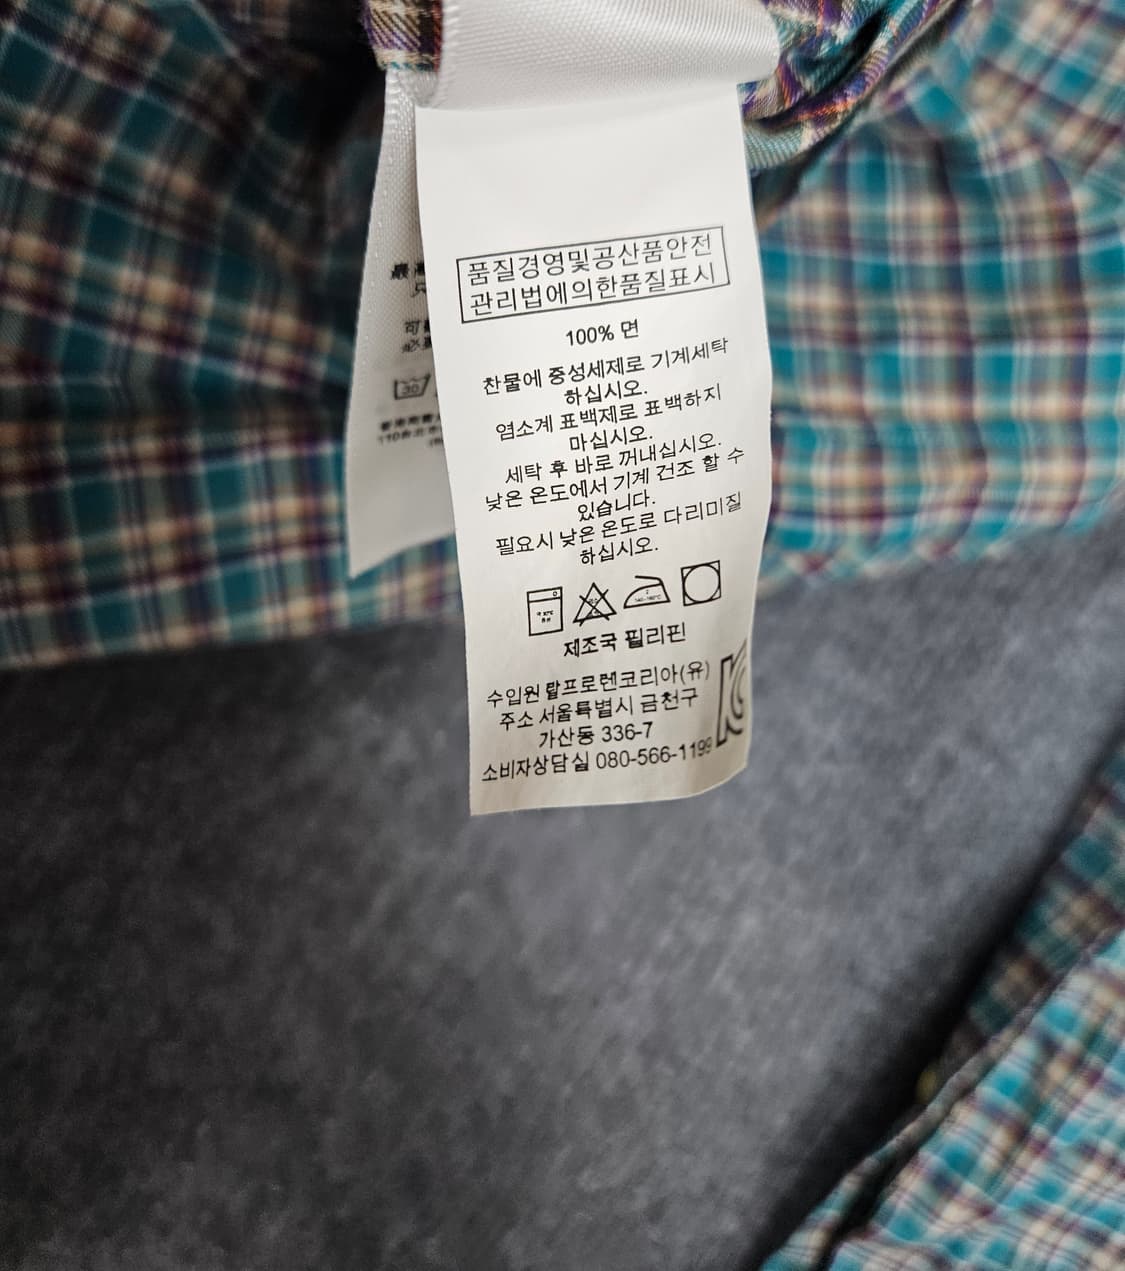 품질경영및공산품안전
관리법에의한품질표시
100% 면
찬물에 중성세제로 기계세탁
하십시오.
염소계 표백제로 표백하지
마십시오.
세탁 후 바로 꺼내십시오.
낮은 온도에서 기계 건조 할 수
있습니다.
필요시 낮은 온도로 다리미질
하십시오.
제조국 필리핀
수입원 랄프로렌코리아(유)
주소 서울특별시 금천구
가산동 336-7
소비자상담실 080-566-1199
最
可
必
30